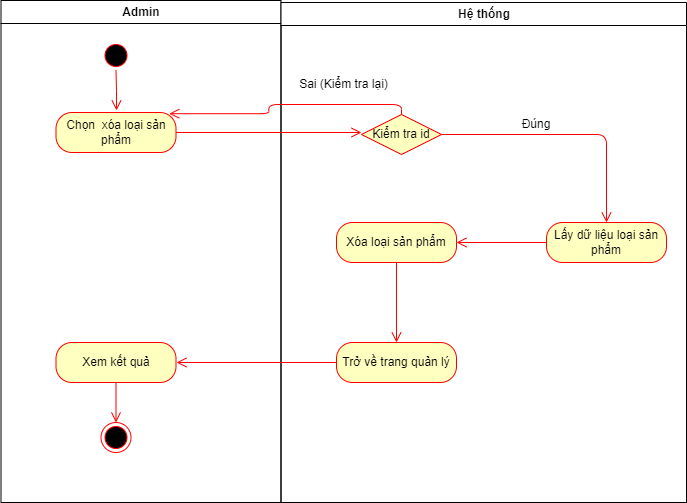 Admin
Hệ thống
Sai (Kiểm tra lại)
Chọn xóa loại sản
phẩm
Kiểm tra id
Đúng
Xóa loại sản phẩm
Lấy dữ liệu loại sản
phẩm
Xem kết quả
Trở về trang quản lý